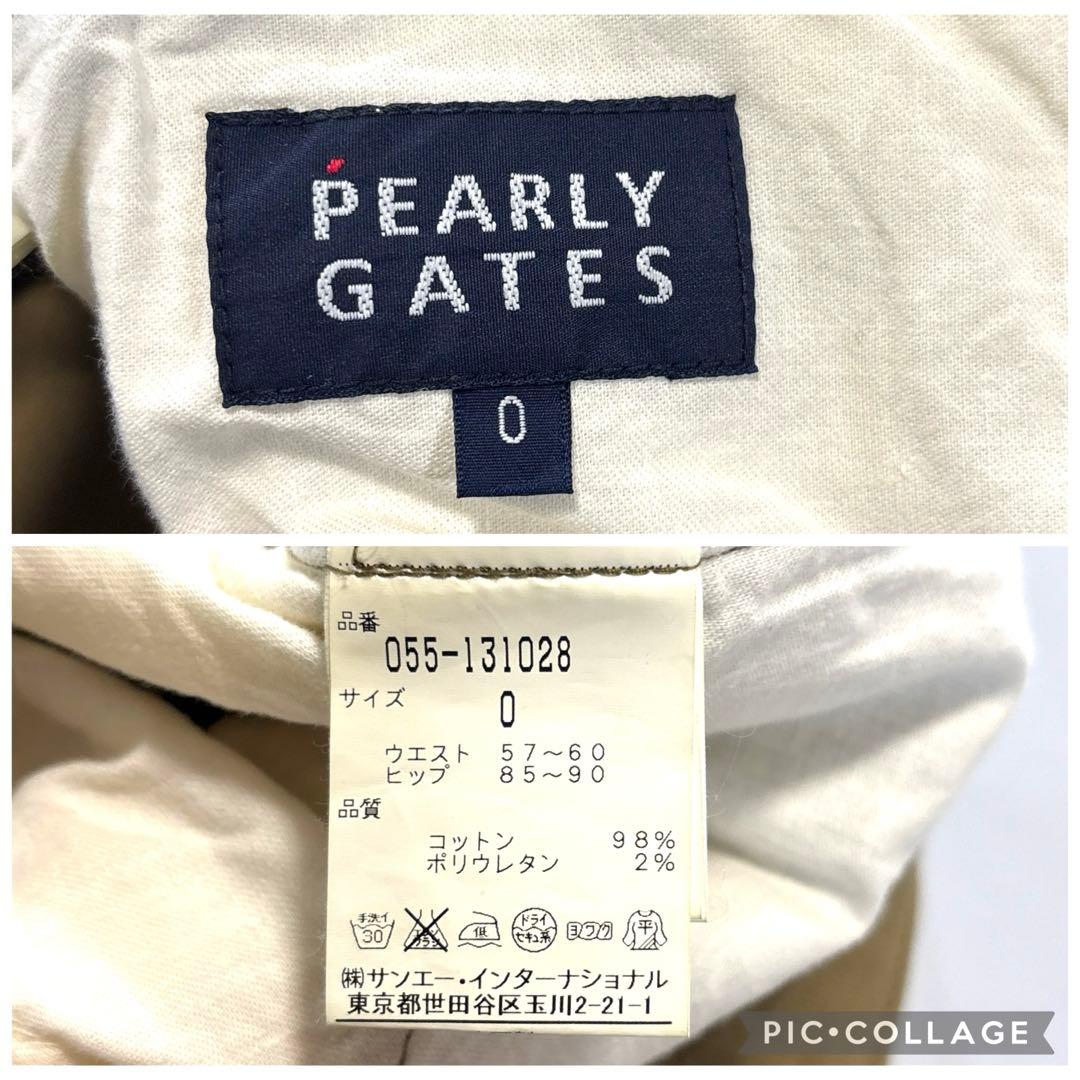 PEARLY
GATES
0
品番
055-131028
サイズ
0
ウエスト 57～60
ヒップ 85～90
品質
コットン 98%
ポリウレタン 2%
手洗イ 30 低 ドライ セキユ系 ヨワク 平
㈱サンエー・インターナショナル
東京都世田谷区玉川2-21-1
PIC•COLLAGE